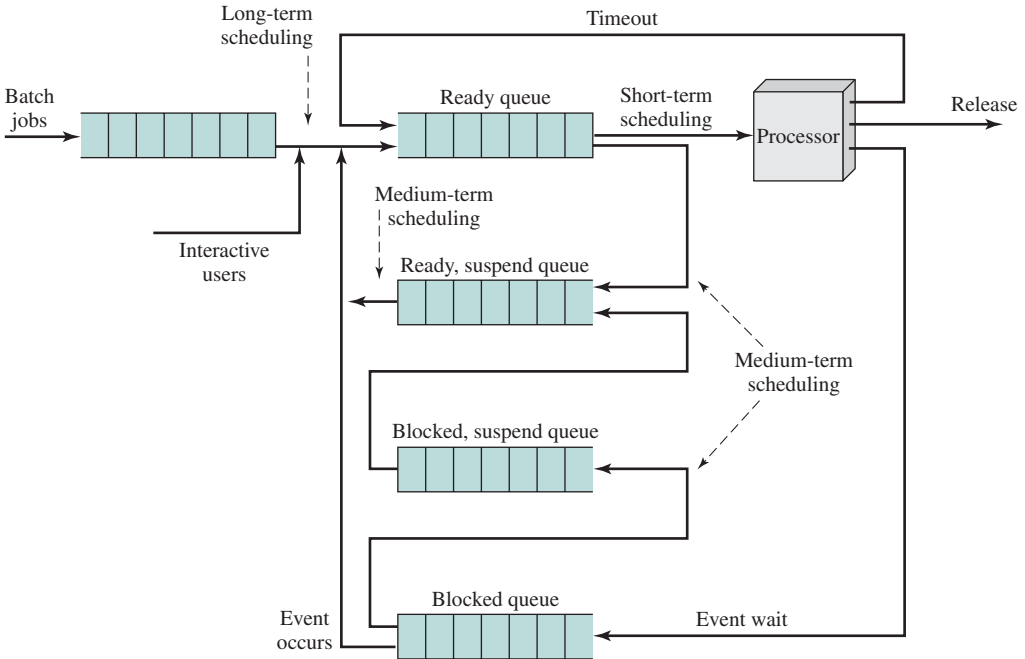 Timeout
Long-term
scheduling
Batch
jobs
Ready queue
Short-term
scheduling
Processor
Release
Medium-term
scheduling
Interactive
users
Ready, suspend queue
Medium-term
scheduling
Blocked, suspend queue
Blocked queue
Event
occurs
Event wait